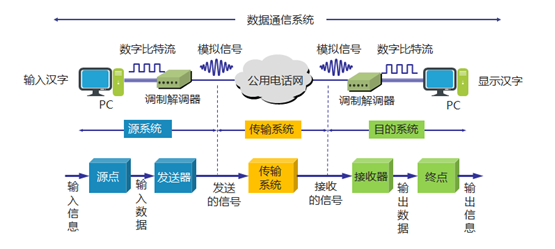 数据通信系统
数字比特流
模拟信号
模拟信号
数字比特流
输入汉字
公用电话网
显示汉字
PC
调制解调器
调制解调器
PC
源系统
传输系统
目的系统
源点
发送器
传输
系统
接收器
终点
输入信息
输入数据
发送
的信号
接收
的信号
输出数据
输出信息